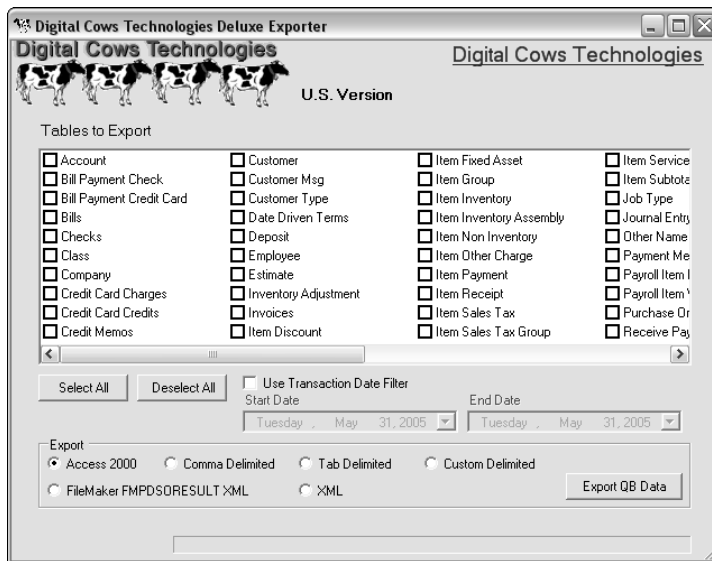 Digital Cows Technologies Deluxe Exporter
Digital Cows Technologies
Digital Cows Technologies
U.S. Version
Tables to Export
Account Customer Item Fixed Asset Item Service
Bill Payment Check Customer Msg Item Group Item Subtota
Bill Payment Credit Card Customer Type Item Inventory Job Type
Bills Date Driven Terms Item Inventory Assembly Journal Entry
Checks Deposit Item Non Inventory Other Name
Class Employee Item Other Charge Payment Me
Company Estimate Item Payment Payroll Item
Credit Card Charges Inventory Adjustment Item Receipt Payroll Item
Credit Card Credits Invoices Item Sales Tax Purchase Or
Credit Memos Item Discount Item Sales Tax Group Receive Pay
Select All Deselect All Use Transaction Date Filter
Start Date End Date
Tuesday , May 31, 2005 Tuesday , May 31, 2005
Export
Access 2000 Comma Delimited Tab Delimited Custom Delimited
FileMaker FMPDSORESULT XML XML Export QB Data